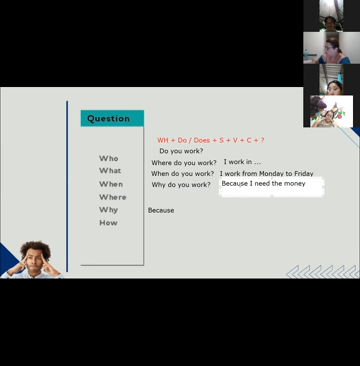 Question
WH + Do / Does + S + V + C + ?
Do you work?
Where do you work? I work in ...
When do you work? I work from Monday to Friday
Why do you work? Because I need the money
Who
What
When
Where
Why Because
How